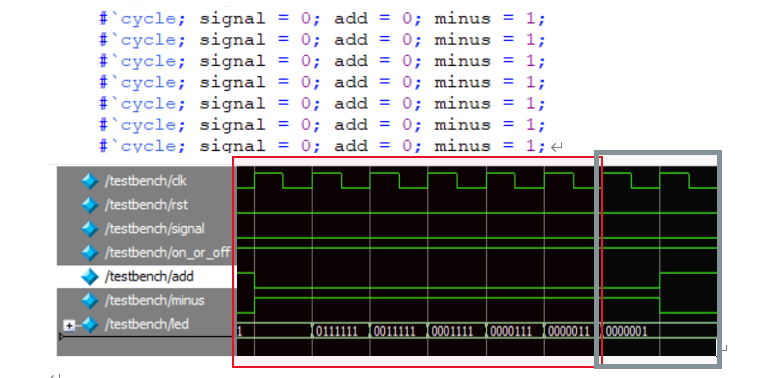 #`cycle; signal = 0; add = 0; minus = 1;
#`cycle; signal = 0; add = 0; minus = 1;
#`cycle; signal = 0; add = 0; minus = 1;
#`cycle; signal = 0; add = 0; minus = 1;
#`cycle; signal = 0; add = 0; minus = 1;
#`cycle; signal = 0; add = 0; minus = 1;
#`cycle; signal = 0; add = 0; minus = 1;
/testbench/clk
/testbench/rst
/testbench/signal
/testbench/on_or_off
/testbench/add
/testbench/minus
/testbench/led 1 0111111 0011111 0001111 0000111 0000011 0000001